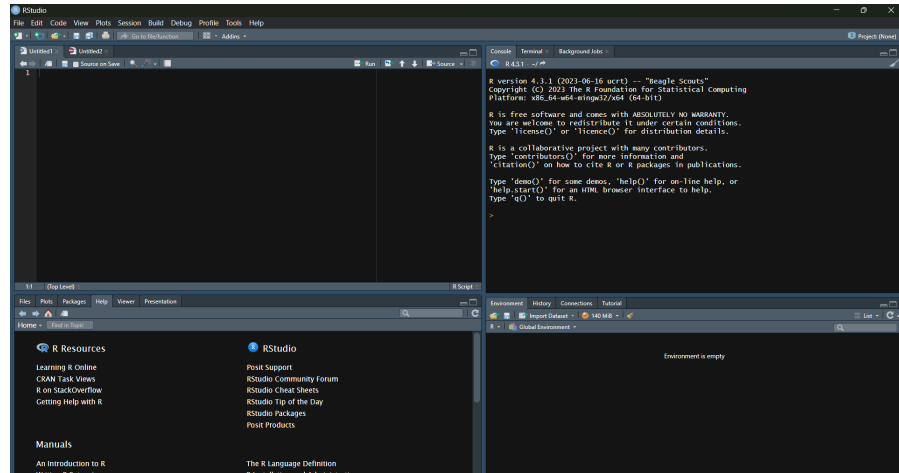 RStudio
File Edit Code View Plots Session Build Debug Profile Tools Help
Go to file/function Addins Project: (None)
Untitled1 Untitled2
Source on Save Run Source
1
1:1 (Top Level) R Script
Console Terminal Background Jobs
R 4.3.1 · ~/
R version 4.3.1 (2023-06-16 ucrt) -- "Beagle Scouts"
Copyright (C) 2023 The R Foundation for Statistical Computing
Platform: x86_64-w64-mingw32/x64 (64-bit)
R is free software and comes with ABSOLUTELY NO WARRANTY.
You are welcome to redistribute it under certain conditions.
Type 'license()' or 'licence()' for distribution details.
R is a collaborative project with many contributors.
Type 'contributors()' for more information and
'citation()' on how to cite R or R packages in publications.
Type 'demo()' for some demos, 'help()' for on-line help, or
'help.start()' for an HTML browser interface to help.
Type 'q()' to quit R.
>
Files Plots Packages Help Viewer Presentation
Home Find in Topic
R Resources
Learning R Online
CRAN Task Views
R on StackOverflow
Getting Help with R
RStudio
Posit Support
RStudio Community Forum
RStudio Cheat Sheets
RStudio Tip of the Day
RStudio Packages
Posit Products
Manuals
An Introduction to R
The R Language Definition
Environment History Connections Tutorial
Import Dataset 140 MiB List
R Global Environment
Environment is empty